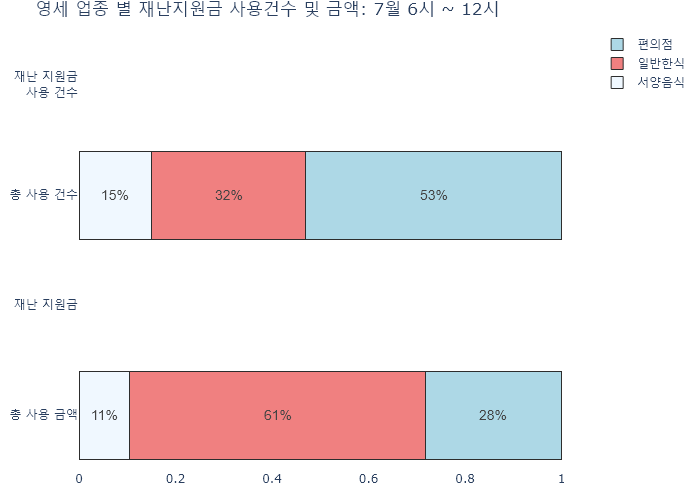 영세 업종 별 재난지원금 사용건수 및 금액: 7월 6시 ~ 12시
편의점
일반한식
서양음식
재난 지원금
사용 건수
총 사용 건수
15%
32%
53%
재난 지원금
총 사용 금액
11%
61%
28%
0
0.2
0.4
0.6
0.8
1